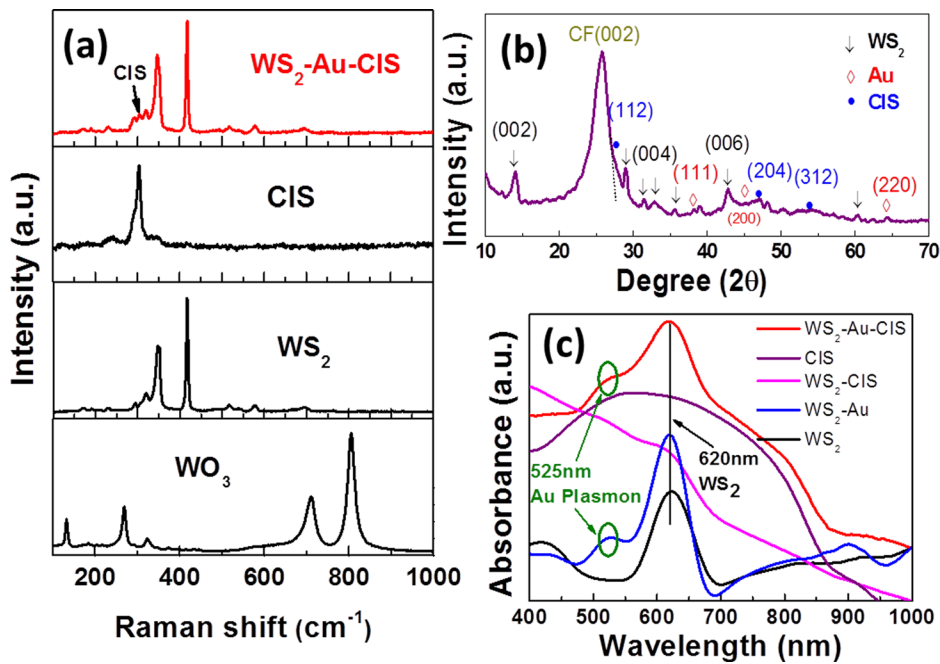 (a)
CIS
WS2-Au-CIS
CIS
WS2
WO3
Intensity (a.u.)
100 200 400 600 800 1000
Raman shift (cm-1)
(b)
CF(002)
↓ WS2
◇ Au
• CIS
(002)
(112)
(004)
(111)
(006)
(200)
(204)
(312)
(220)
Intensity (a.u.)
10 20 30 40 50 60 70
Degree (2θ)
(c)
WS2-Au-CIS
CIS
WS2-CIS
WS2-Au
WS2
525nm
Au Plasmon
620nm
WS2
Absorbance (a.u.)
400 500 600 700 800 900 1000
Wavelength (nm)